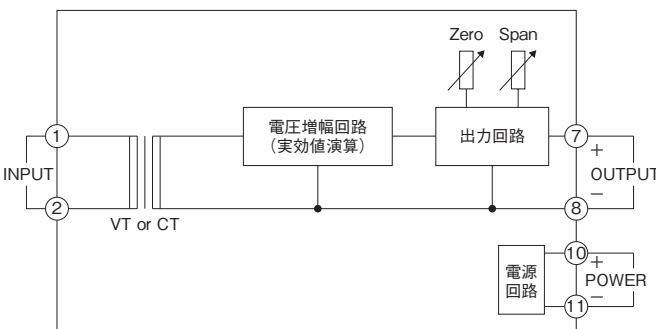 Zero Span
電圧増幅回路
（実効値演算）
出力回路
1
7
+
INPUT
OUTPUT
−
2
8
VT or CT
電源
回路
10
+
POWER
−
11